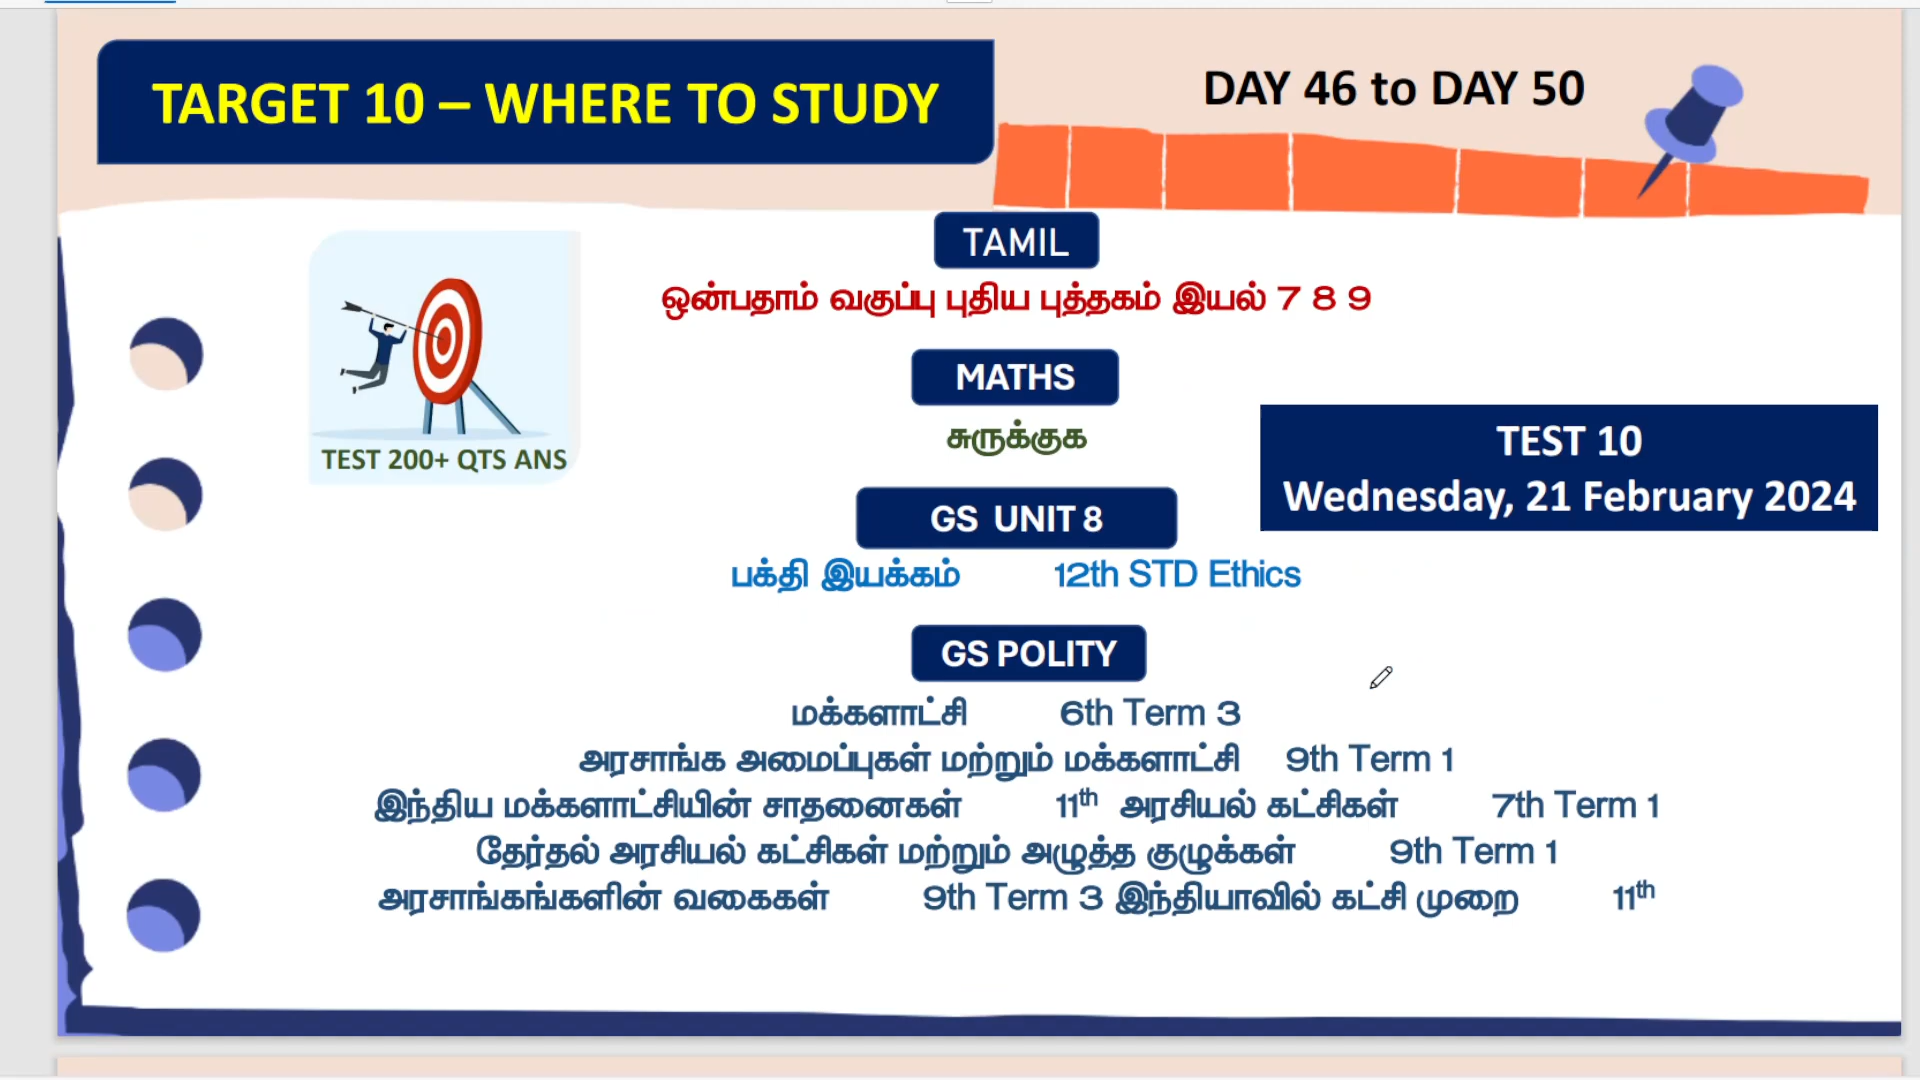 TARGET 10 – WHERE TO STUDY
DAY 46 to DAY 50
TAMIL
ஒன்பதாம் வகுப்பு புதிய புத்தகம் இயல் 7 8 9
MATHS
சுருக்குக
TEST 200+ QTS ANS
TEST 10
Wednesday, 21 February 2024
GS UNIT 8
பக்தி இயக்கம் 12th STD Ethics
GS POLITY
மக்களாட்சி 6th Term 3
அரசாங்க அமைப்புகள் மற்றும் மக்களாட்சி 9th Term 1
இந்திய மக்களாட்சியின் சாதனைகள் 11th அரசியல் கட்சிகள் 7th Term 1
தேர்தல் அரசியல் கட்சிகள் மற்றும் அழுத்த குழுக்கள் 9th Term 1
அரசாங்கங்களின் வகைகள் 9th Term 3 இந்தியாவில் கட்சி முறை 11th